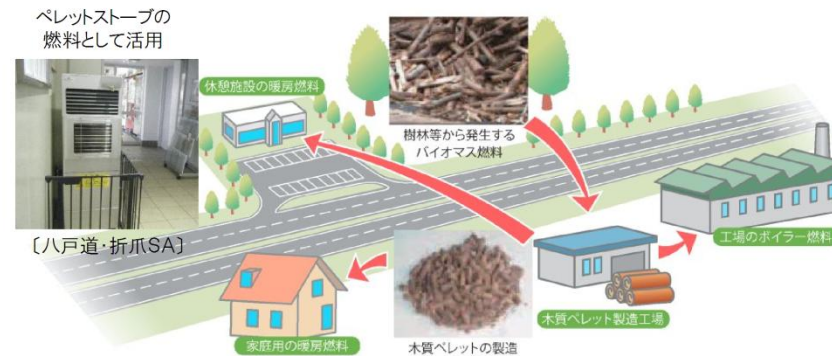 ペレットストーブの
燃料として活用
休憩施設の暖房燃料
樹林等から発生する
バイオマス燃料
〔八戸道・折爪SA〕
工場のボイラー燃料
木質ペレット製造工場
家庭用の暖房燃料
木質ペレットの製造